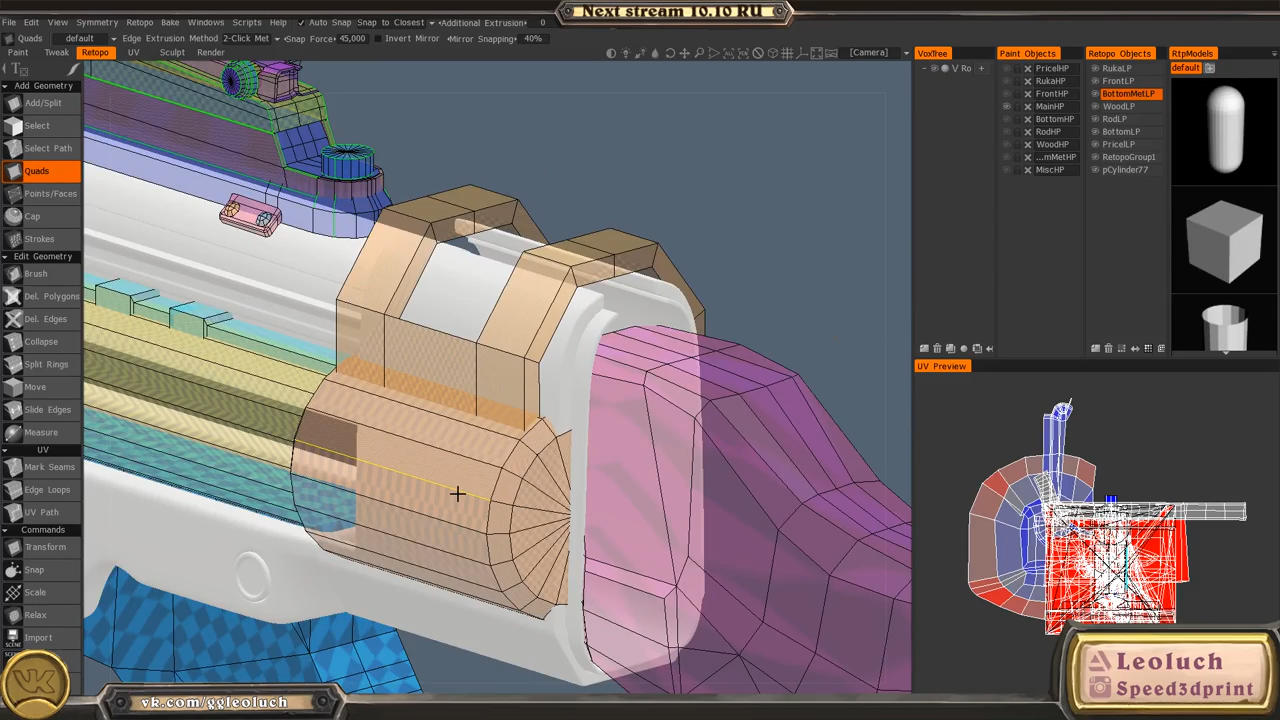 Next stream 10.10 RU
File Edit View Symmetry Retopo Bake Windows Scripts Help Auto Snap Snap to Closest Additional Extrusion 0
Quads default Edge Extrusion Method 2-Click Met Snap Force 45,000 Invert Mirror Mirror Snapping 40%
Paint Tweak Retopo UV Sculpt Render [Camera]
Add Geometry
Add/Split
Select
Select Path
Quads
Points/Faces
Cap
Strokes
Edit Geometry
Brush
Del. Polygons
Del. Edges
Collapse
Split Rings
Move
Slide Edges
Measure
UV
Mark Seams
Edge Loops
UV Path
Commands
Transform
Snap
Scale
Relax
Import
SCENE
VoxTree
V Ro +
Paint Objects
PricelHP
RukaHP
FrontHP
MainHP
BottomHP
RodHP
WoodHP
...mMetHP
MiscHP
Retopo Objects
RukaLP
FrontLP
BottomMetLP
WoodLP
RodLP
BottomLP
PricelLP
RetopoGroup1
pCylinder77
RtpModels
default
UV Preview
vk.com/ggleoluch
Leoluch
Speed3dprint